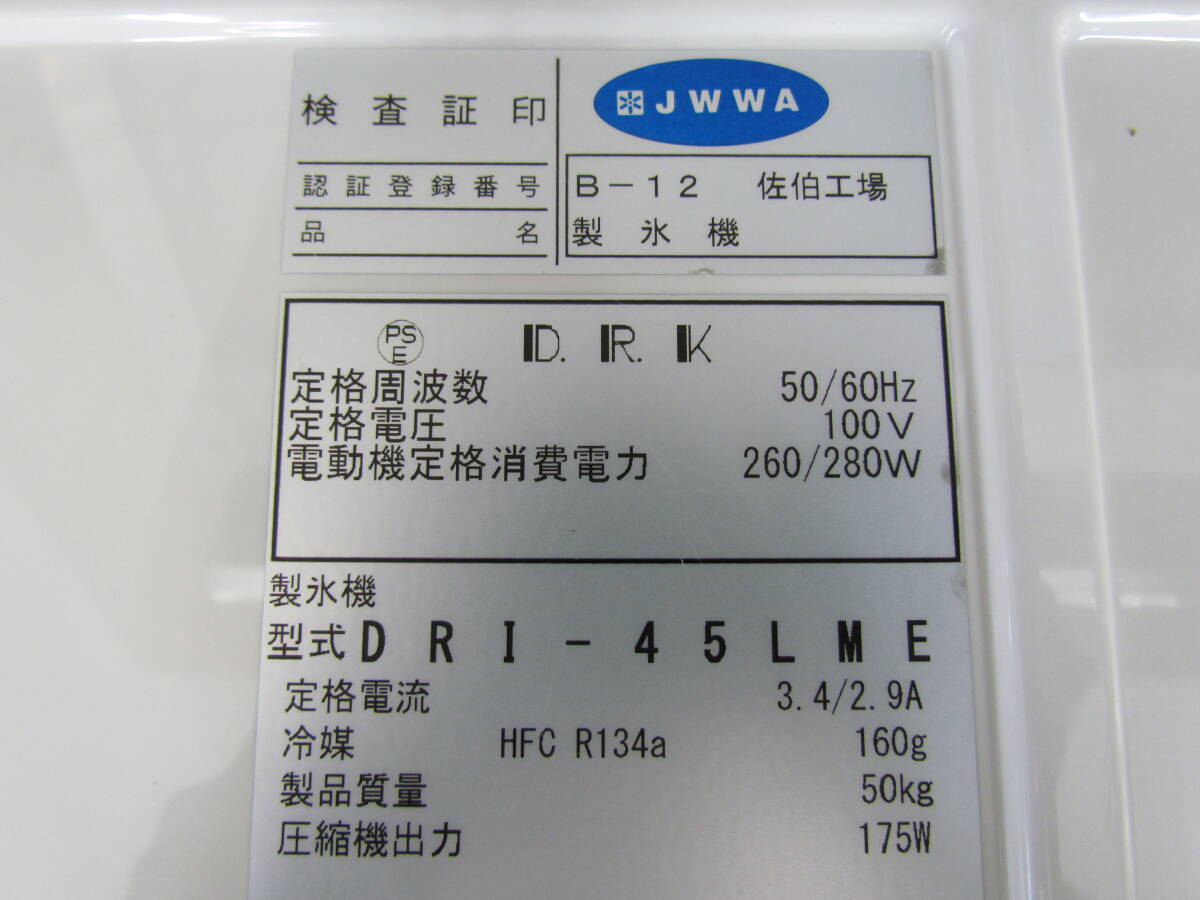 検査証印
JWWA
認証登録番号 B－12 佐伯工場
品名 製氷機
PS
E
D.R.K
定格周波数 50/60Hz
定格電圧 100V
電動機定格消費電力 260/280W
製氷機
型式 DRI-45LME
定格電流 3.4/2.9A
冷媒 HFC R134a 160g
製品質量 50kg
圧縮機出力 175W